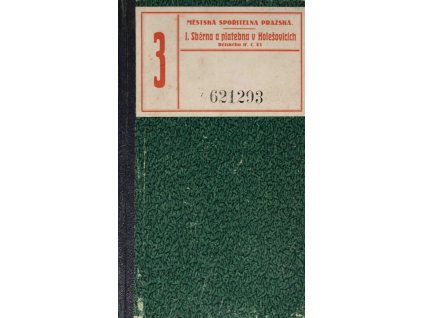 MĚSTSKÁ SPOŘITELNA PRAŽSKÁ.
I. Sběrna a platebna v Holešovicích
3
621293